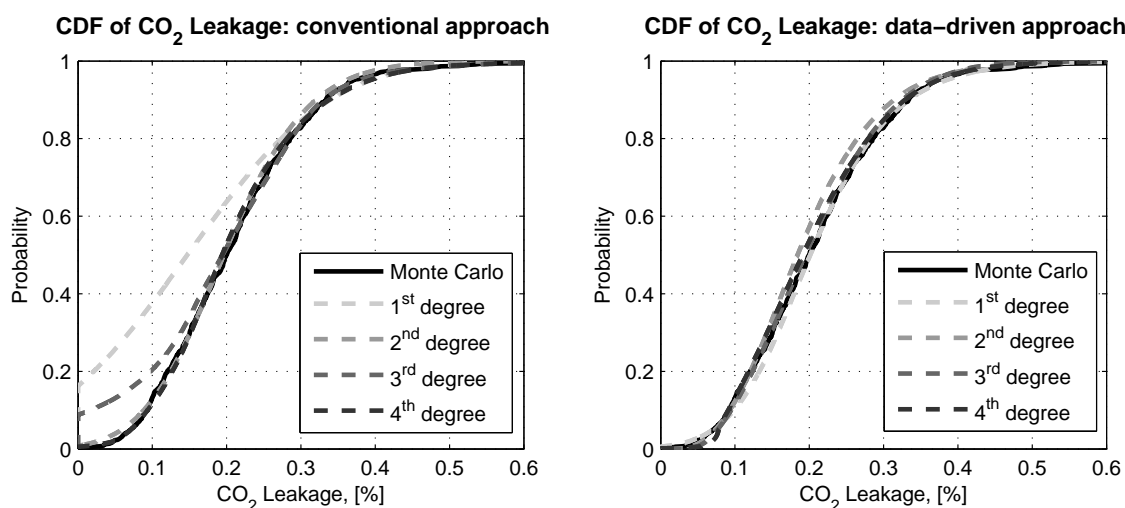 CDF of CO2 Leakage: conventional approach
1
0.8
0.6
0.4
0.2
0
0 0.1 0.2 0.3 0.4 0.5 0.6
Probability
CO2 Leakage, [%]
Monte Carlo
1st degree
2nd degree
3rd degree
4th degree
CDF of CO2 Leakage: data−driven approach
1
0.8
0.6
0.4
0.2
0
0 0.1 0.2 0.3 0.4 0.5 0.6
Probability
CO2 Leakage, [%]
Monte Carlo
1st degree
2nd degree
3rd degree
4th degree